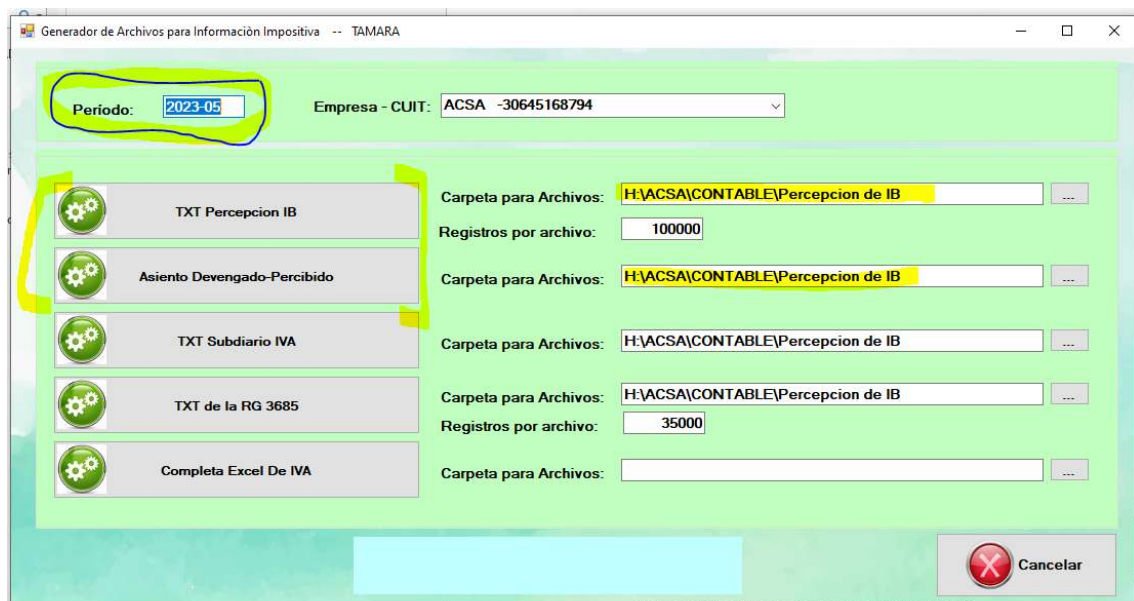 Generador de Archivos para Informaciòn Impositiva -- TAMARA
Período: 2023-05 Empresa - CUIT: ACSA -30645168794
TXT Percepcion IB
Carpeta para Archivos: H:\ACSA\CONTABLE\Percepcion de IB ...
Registros por archivo: 100000
Asiento Devengado-Percibido
Carpeta para Archivos: H:\ACSA\CONTABLE\Percepcion de IB ...
TXT Subdiario IVA
Carpeta para Archivos: H:\ACSA\CONTABLE\Percepcion de IB ...
TXT de la RG 3685
Carpeta para Archivos: H:\ACSA\CONTABLE\Percepcion de IB ...
Registros por archivo: 35000
Completa Excel De IVA
Carpeta para Archivos: ...
Cancelar